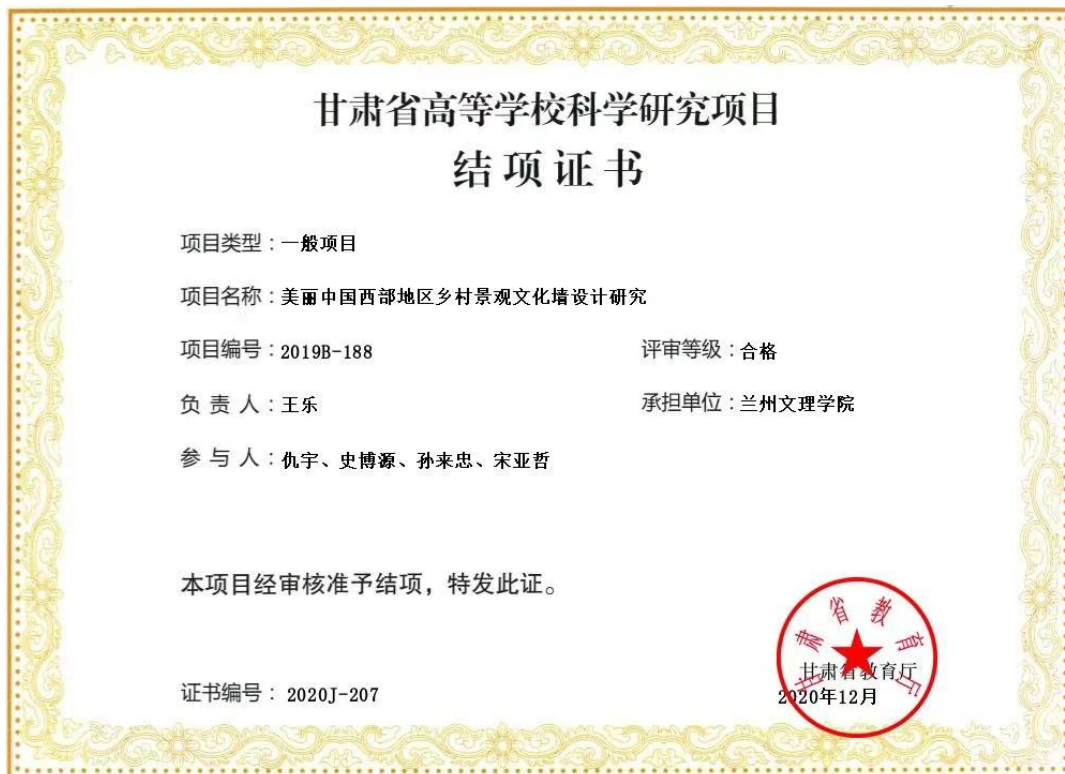 甘肃省高等学校科学研究项目
结项证书
项目类型：一般项目
项目名称：美丽中国西部地区乡村景观文化墙设计研究
项目编号：2019B-188 评审等级：合格
负责人：王乐 承担单位：兰州文理学院
参与人：仇宇、史博源、孙来忠、宋亚哲
本项目经审核准予结项，特发此证。
甘肃省教育厅
甘肃省教育厅
证书编号：2020J-207 2020年12月